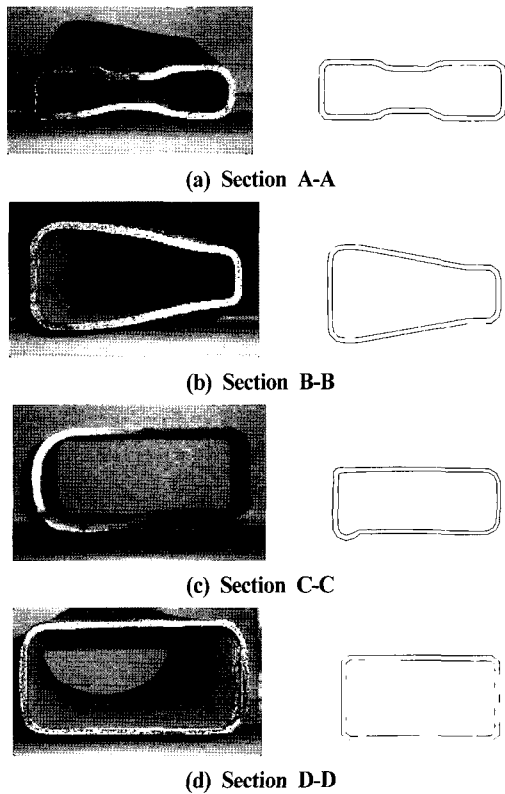 (a) Section A-A
(b) Section B-B
(c) Section C-C
(d) Section D-D